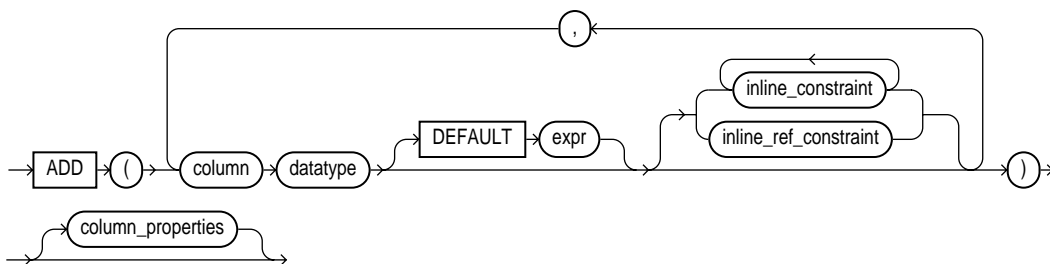 ,
inline_constraint
DEFAULT expr inline_ref_constraint
ADD ( column datatype )
column_properties